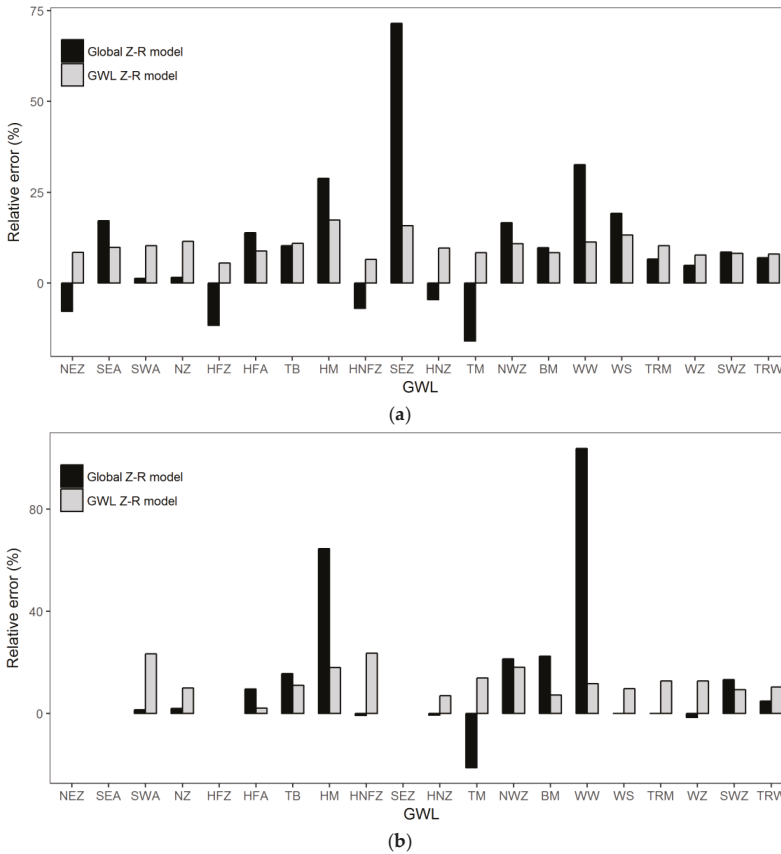 75
Global Z-R model
GWL Z-R model
50
Relative error (%)
25
0
NEZ SEA SWA NZ HFZ HFA TB HM HNFZ SEZ HNZ TM NWZ BM WW WS TRM WZ SWZ TRW
GWL
(a)
Global Z-R model
GWL Z-R model
80
Relative error (%)
40
0
NEZ SEA SWA NZ HFZ HFA TB HM HNFZ SEZ HNZ TM NWZ BM WW WS TRM WZ SWZ TRW
GWL
(b)